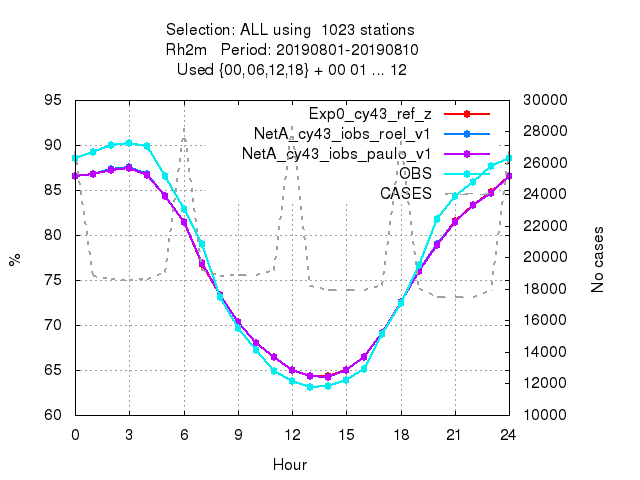 Selection: ALL using  1023 stations
Rh2m   Period: 20190801-20190810
Used {00,06,12,18} + 00 01 ... 12
95 30000
Exp0_cy43_ref_z
90 28000
NetA_cy43_iobs_roel_v1
26000
NetA_cy43_iobs_paulo_v1
OBS
85 24000
CASES
80 22000
% 75 20000 No cases
70 18000
16000
65 14000
12000
60 10000
0 3 6 9 12 15 18 21 24
Hour